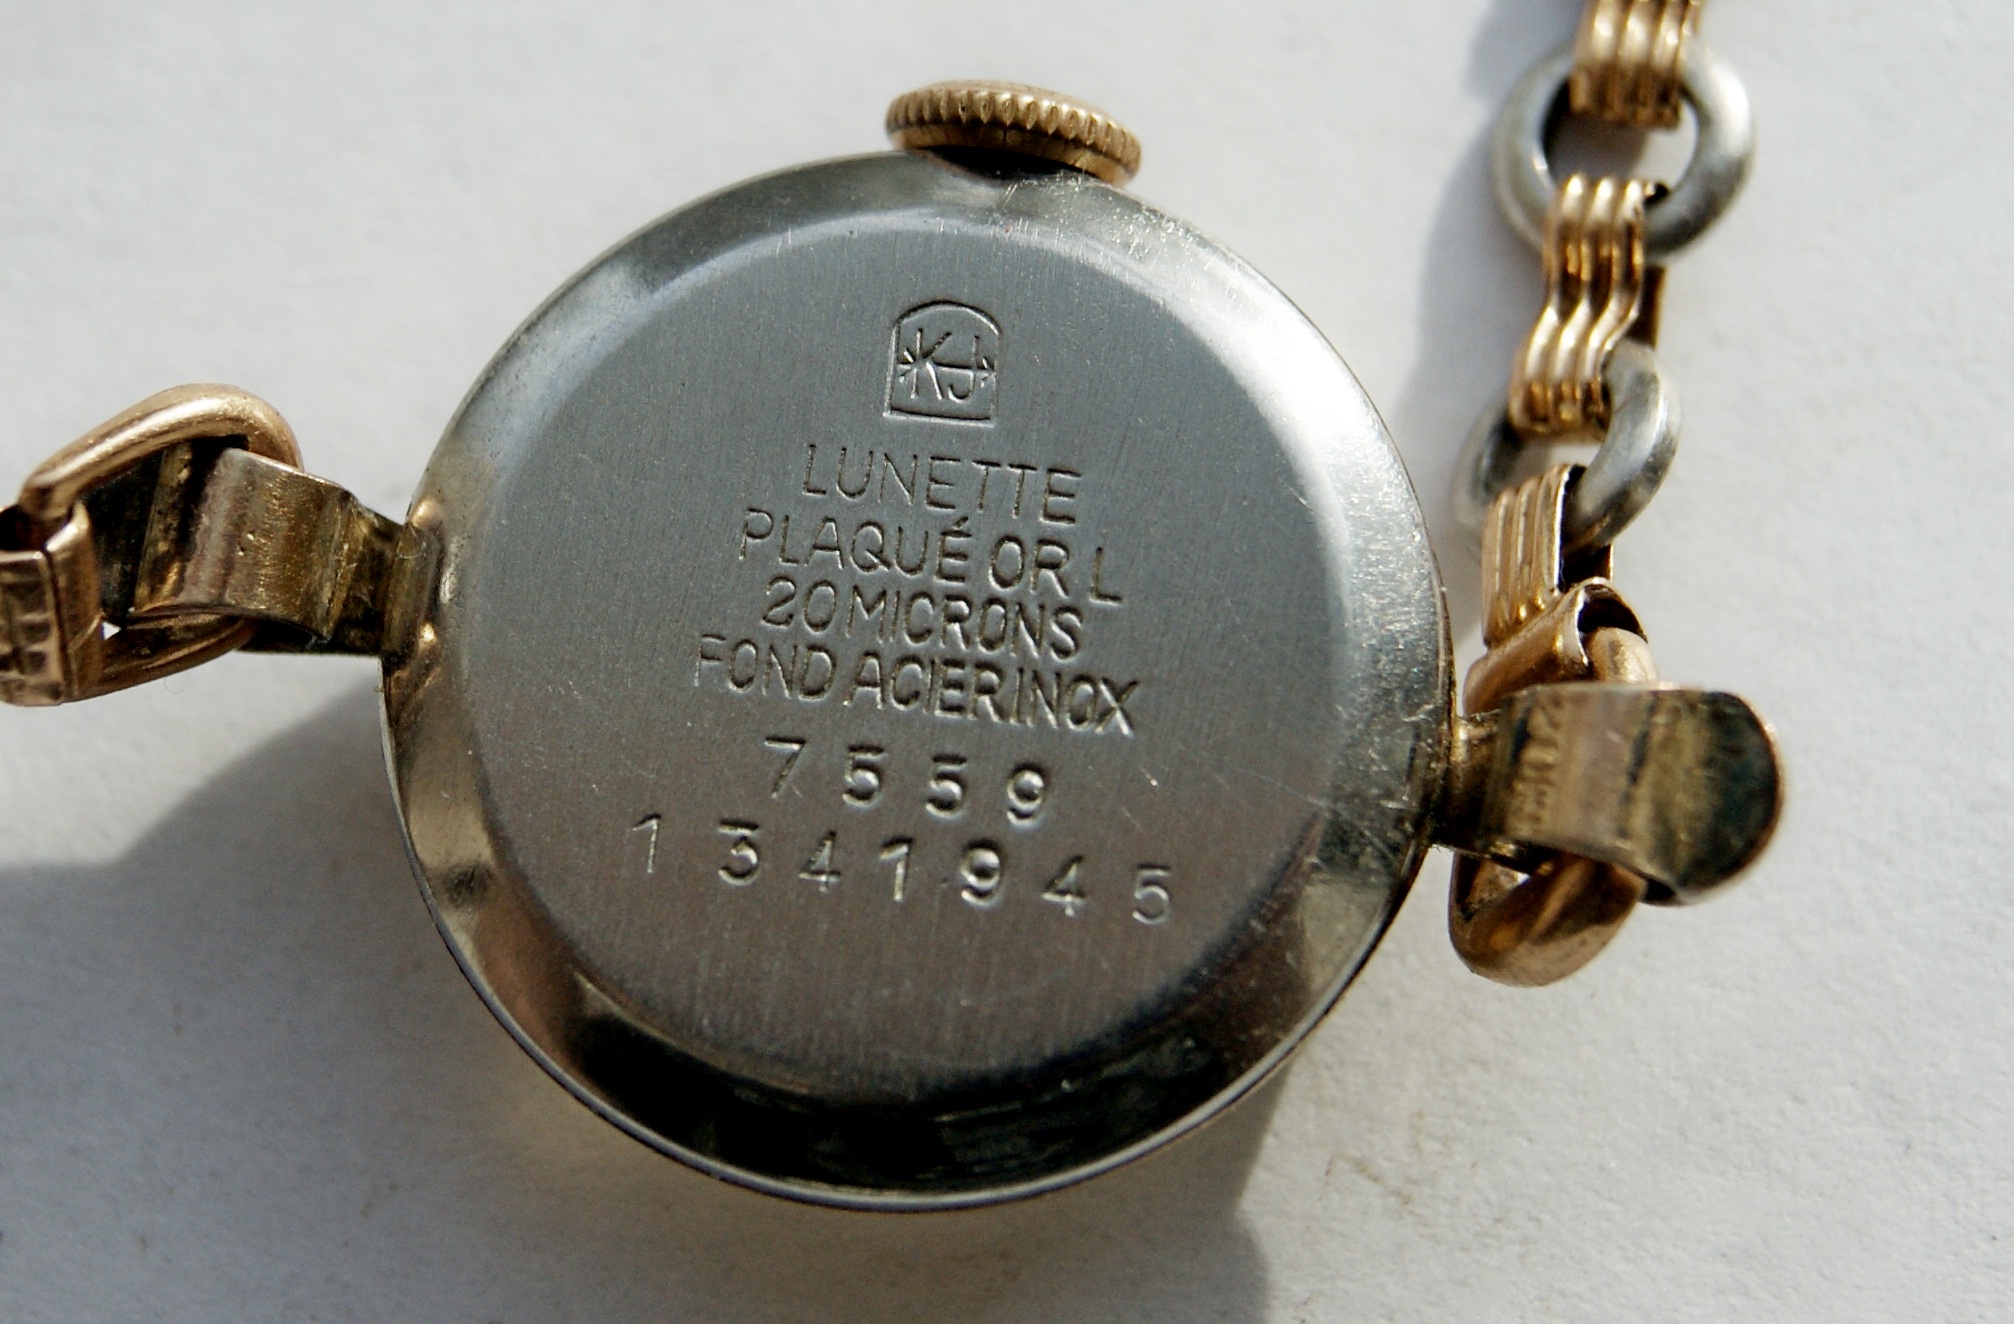 KJ
LUNETTE
PLAQUÉ OR L
20 MICRONS
FOND ACIER INOX
7559
1341945